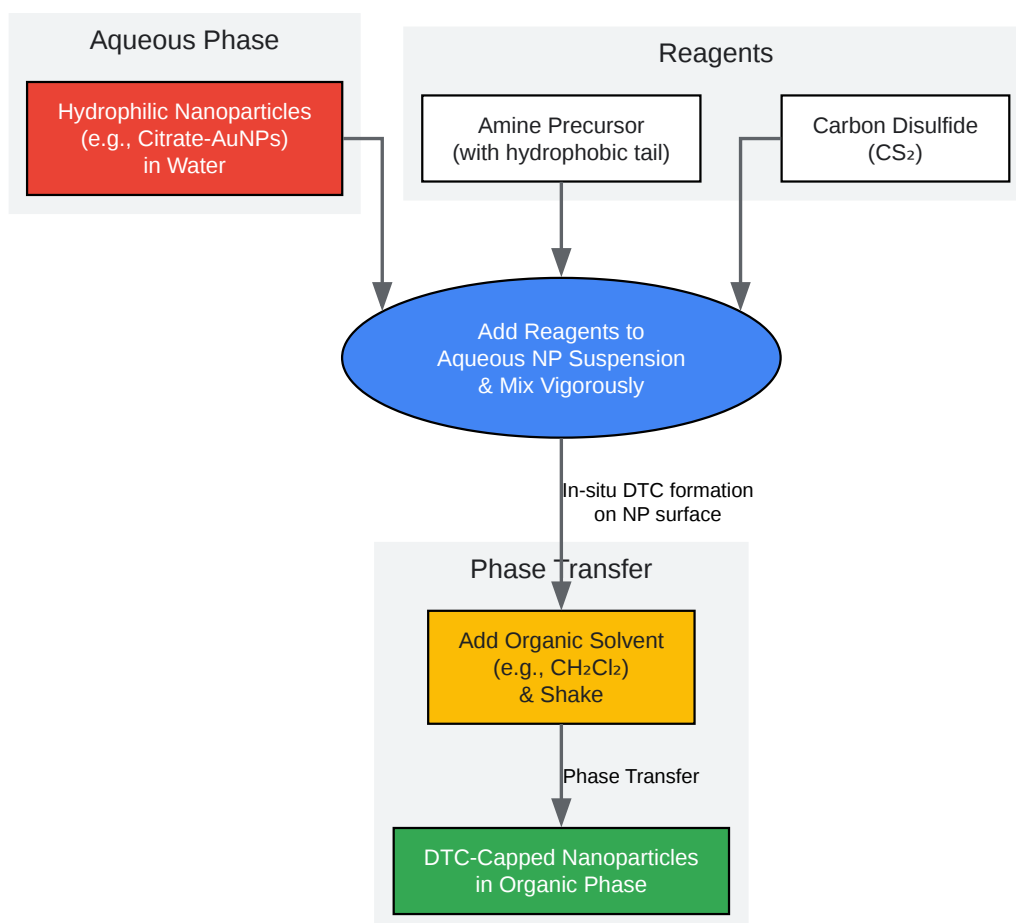 Aqueous Phase
Hydrophilic Nanoparticles
(e.g., Citrate-AuNPs)
in Water
Reagents
Amine Precursor
(with hydrophobic tail)
Carbon Disulfide
(CS₂)
Add Reagents to
Aqueous NP Suspension
& Mix Vigorously
In-situ DTC formation
on NP surface
Phase Transfer
Add Organic Solvent
(e.g., CH₂Cl₂)
& Shake
Phase Transfer
DTC-Capped Nanoparticles
in Organic Phase